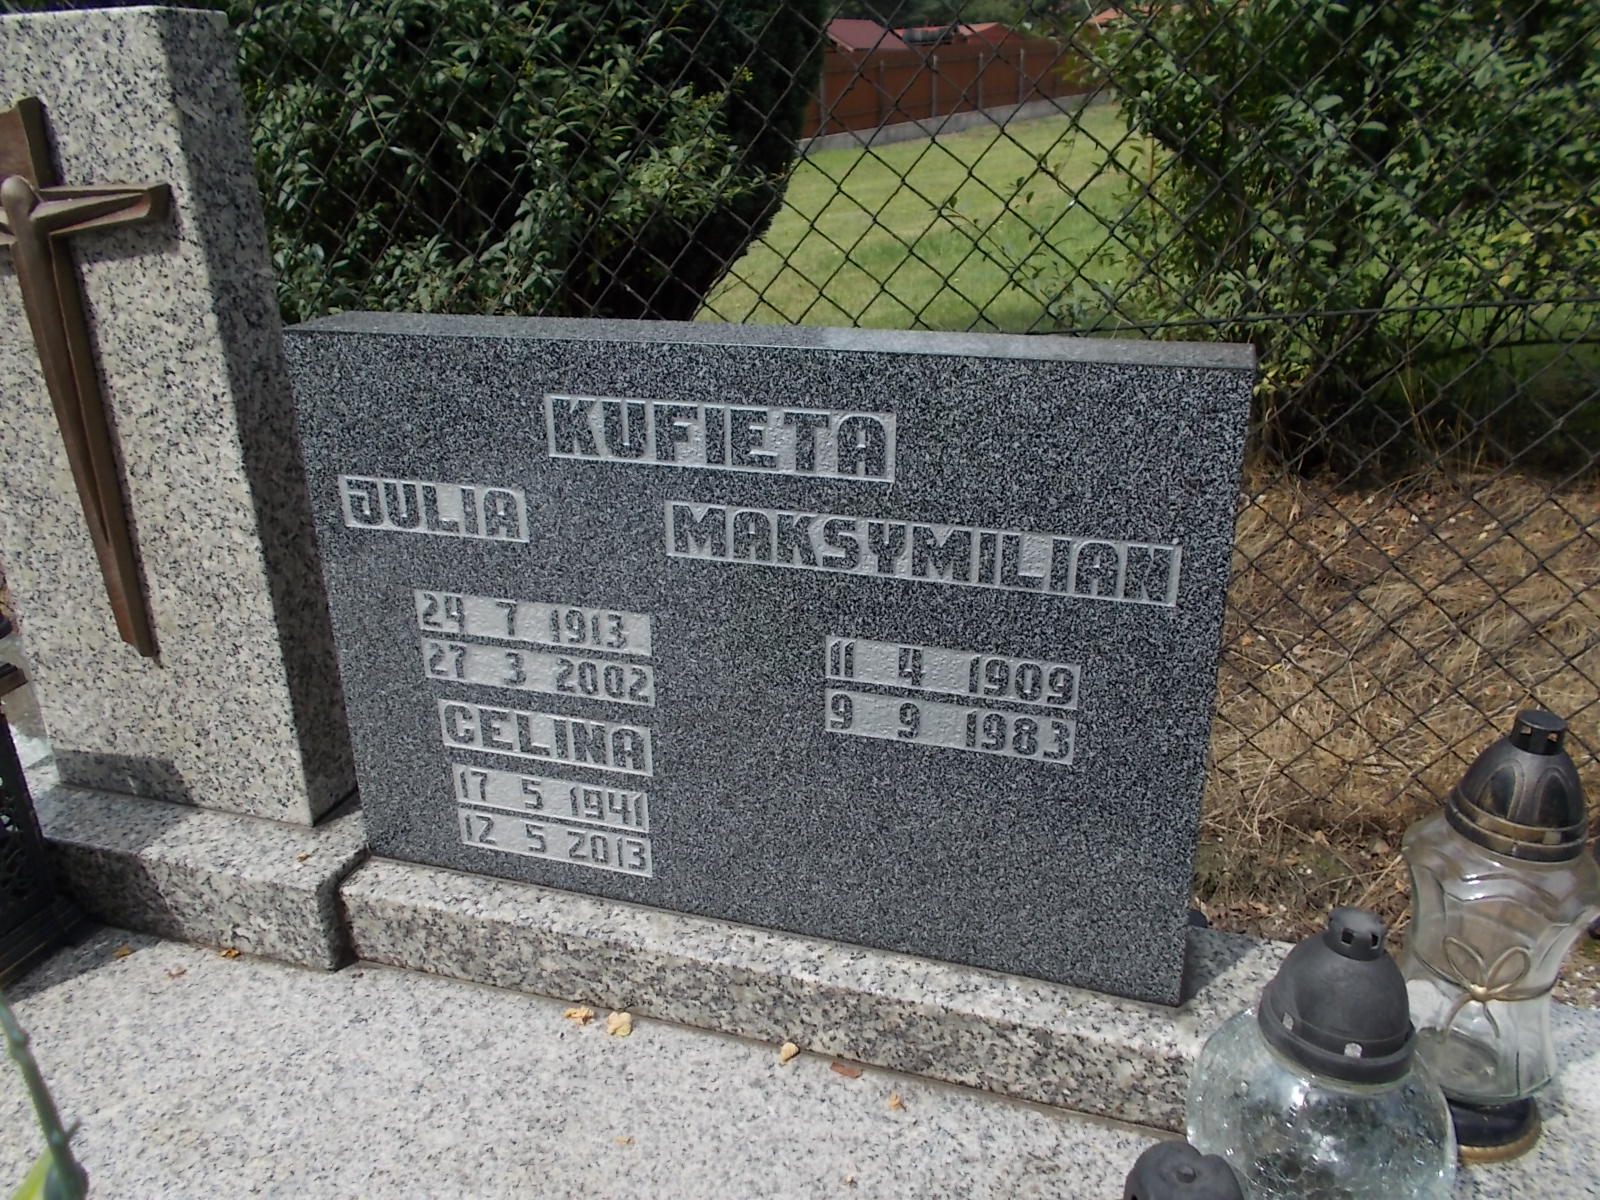 KUFIETA
JULIA
24 7 1913
27 3 2002
CELINA
17 5 1941
12 5 2013
MAKSYMILIAN
11 4 1909
9 9 1983